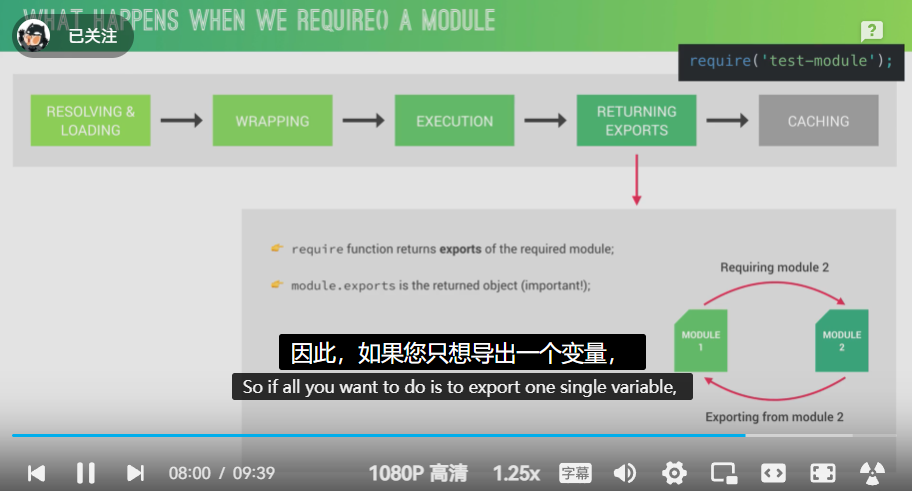 WHAT HAPPENS WHEN WE REQUIRE() A MODULE
已关注
?
require('test-module');
RESOLVING &
LOADING
WRAPPING
EXECUTION
RETURNING
EXPORTS
CACHING
require function returns exports of the required module;
module.exports is the returned object (important!);
Requiring module 2
MODULE
1
MODULE
2
Exporting from module 2
因此，如果您只想导出一个变量，
So if all you want to do is to export one single variable,
08:00 / 09:39
1080P 高清
1.25x
字幕